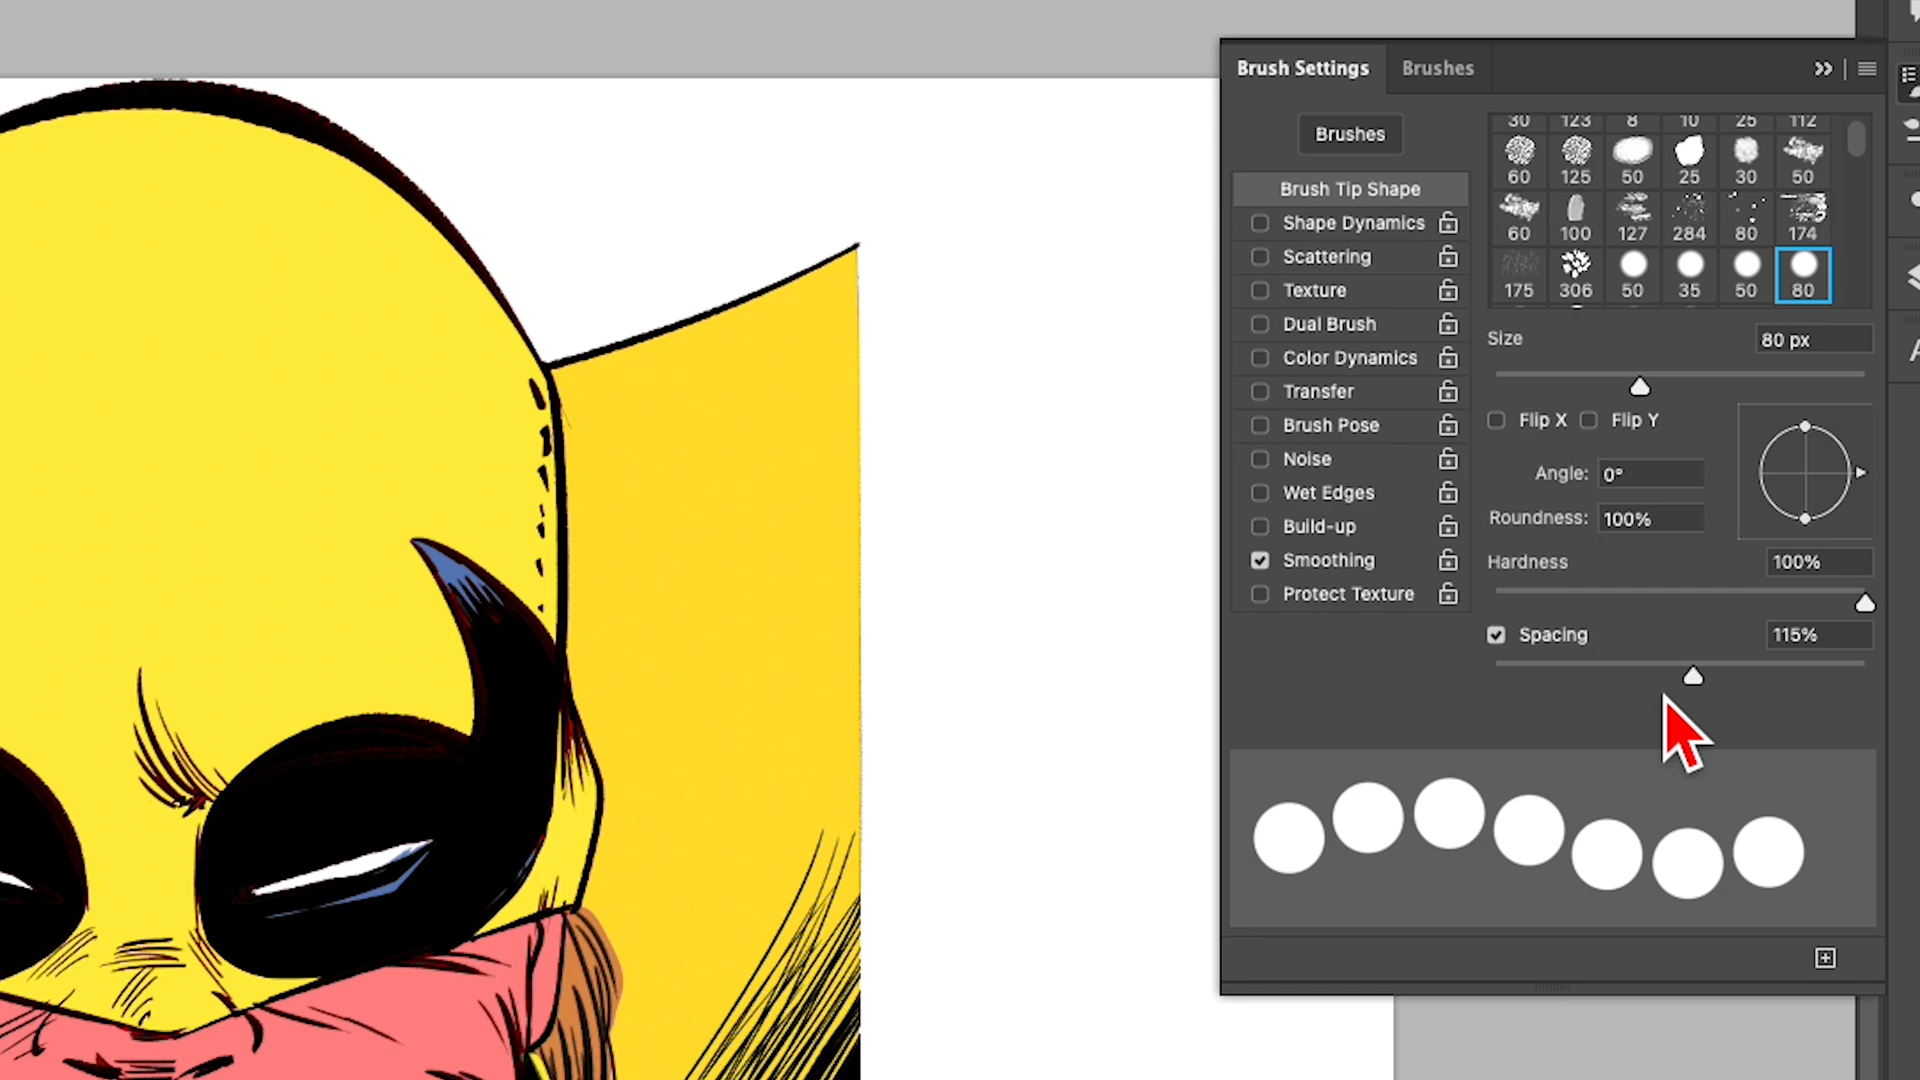 Brush Settings Brushes
Brushes
30 123 8 10 25 112
60 125 50 25 30 50
60 100 127 284 80 174
175 306 50 35 50 80
Brush Tip Shape
Shape Dynamics
Scattering
Texture
Dual Brush
Color Dynamics
Transfer
Brush Pose
Noise
Wet Edges
Build-up
Smoothing
Protect Texture
Size 80 px
Flip X Flip Y
Angle: 0°
Roundness: 100%
Hardness 100%
Spacing 115%